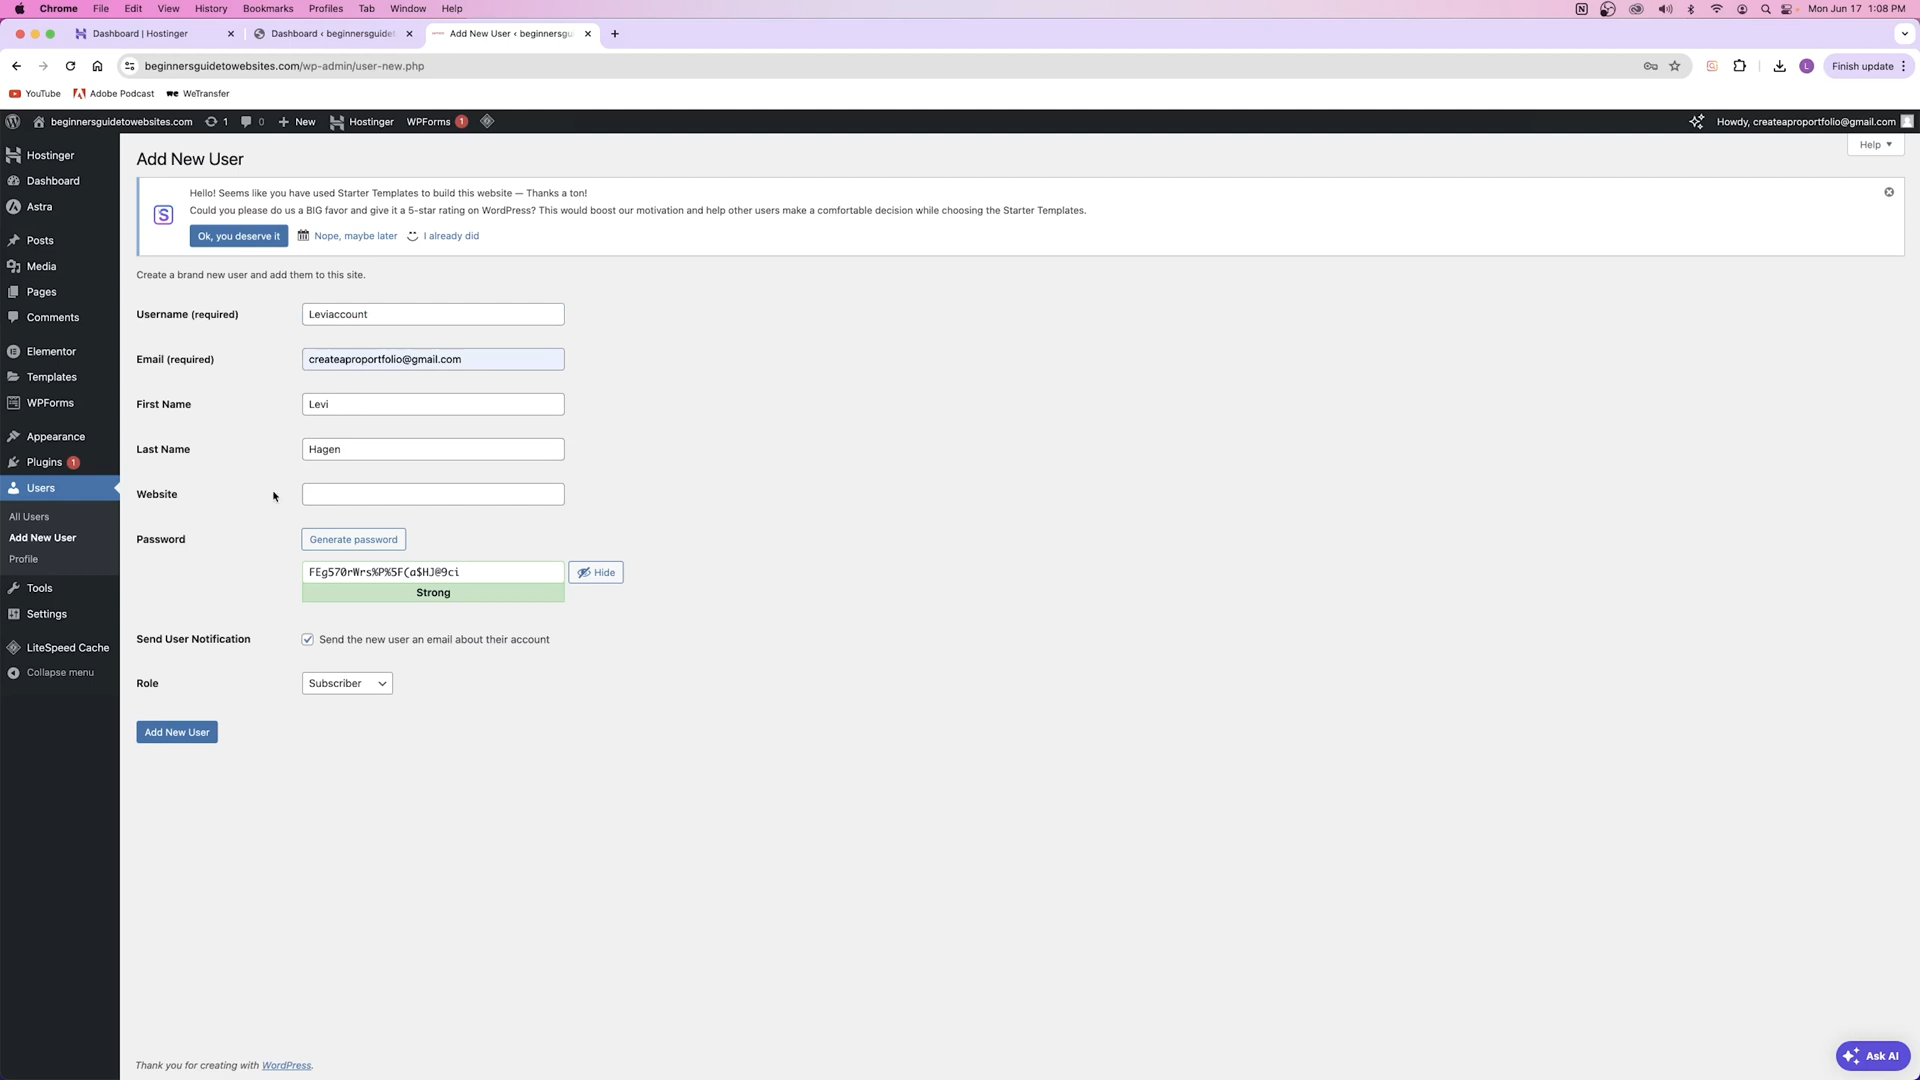 Chrome File Edit View History Bookmarks Profiles Tab Window Help Mon Jun 17 1:08 PM
Dashboard | Hostinger Dashboard ‹ beginnersguideto Add New User ‹ beginnersgu
beginnersguidetowebsites.com/wp-admin/user-new.php Finish update
YouTube Adobe Podcast WeTransfer
beginnersguidetowebsites.com 1 0 New Hostinger WPForms 1 Howdy, createaproportfolio@gmail.com
Help
Hostinger
Dashboard
Astra
Posts
Media
Pages
Comments
Elementor
Templates
WPForms
Appearance
Plugins 1
Users
All Users
Add New User
Profile
Tools
Settings
LiteSpeed Cache
Collapse menu
Add New User
Hello! Seems like you have used Starter Templates to build this website — Thanks a ton!
Could you please do us a BIG favor and give it a 5-star rating on WordPress? This would boost our motivation and help other users make a comfortable decision while choosing the Starter Templates.
Ok, you deserve it Nope, maybe later I already did
Create a brand new user and add them to this site.
Username (required) Leviaccount
Email (required) createaproportfolio@gmail.com
First Name Levi
Last Name Hagen
Website
Password Generate password
FEg570rWrs%P%5F(a$HJ@9ci Hide
Strong
Send User Notification Send the new user an email about their account
Role Subscriber
Add New User
Thank you for creating with WordPress.
Ask AI